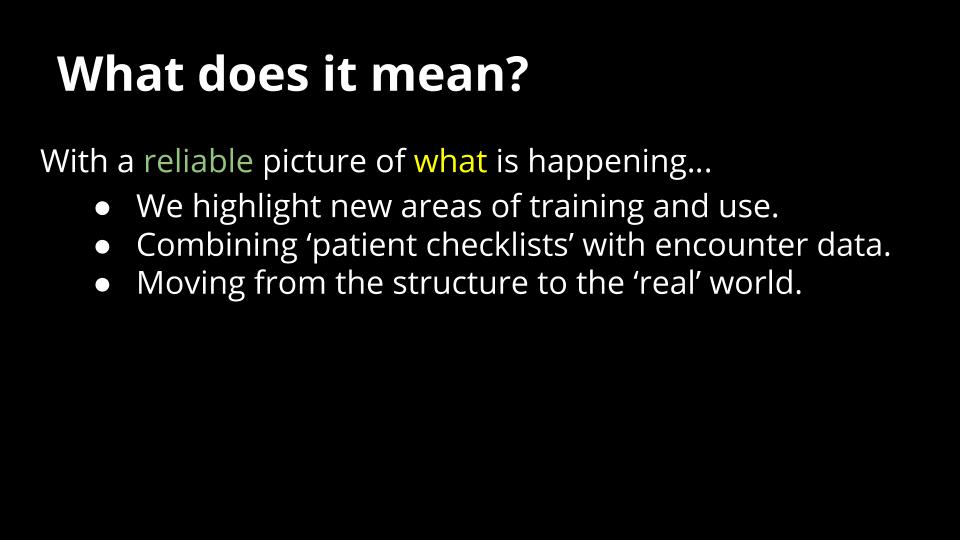 What does it mean?
With a reliable picture of what is happening...
● We highlight new areas of training and use.
● Combining ‘patient checklists’ with encounter data.
● Moving from the structure to the ‘real’ world.